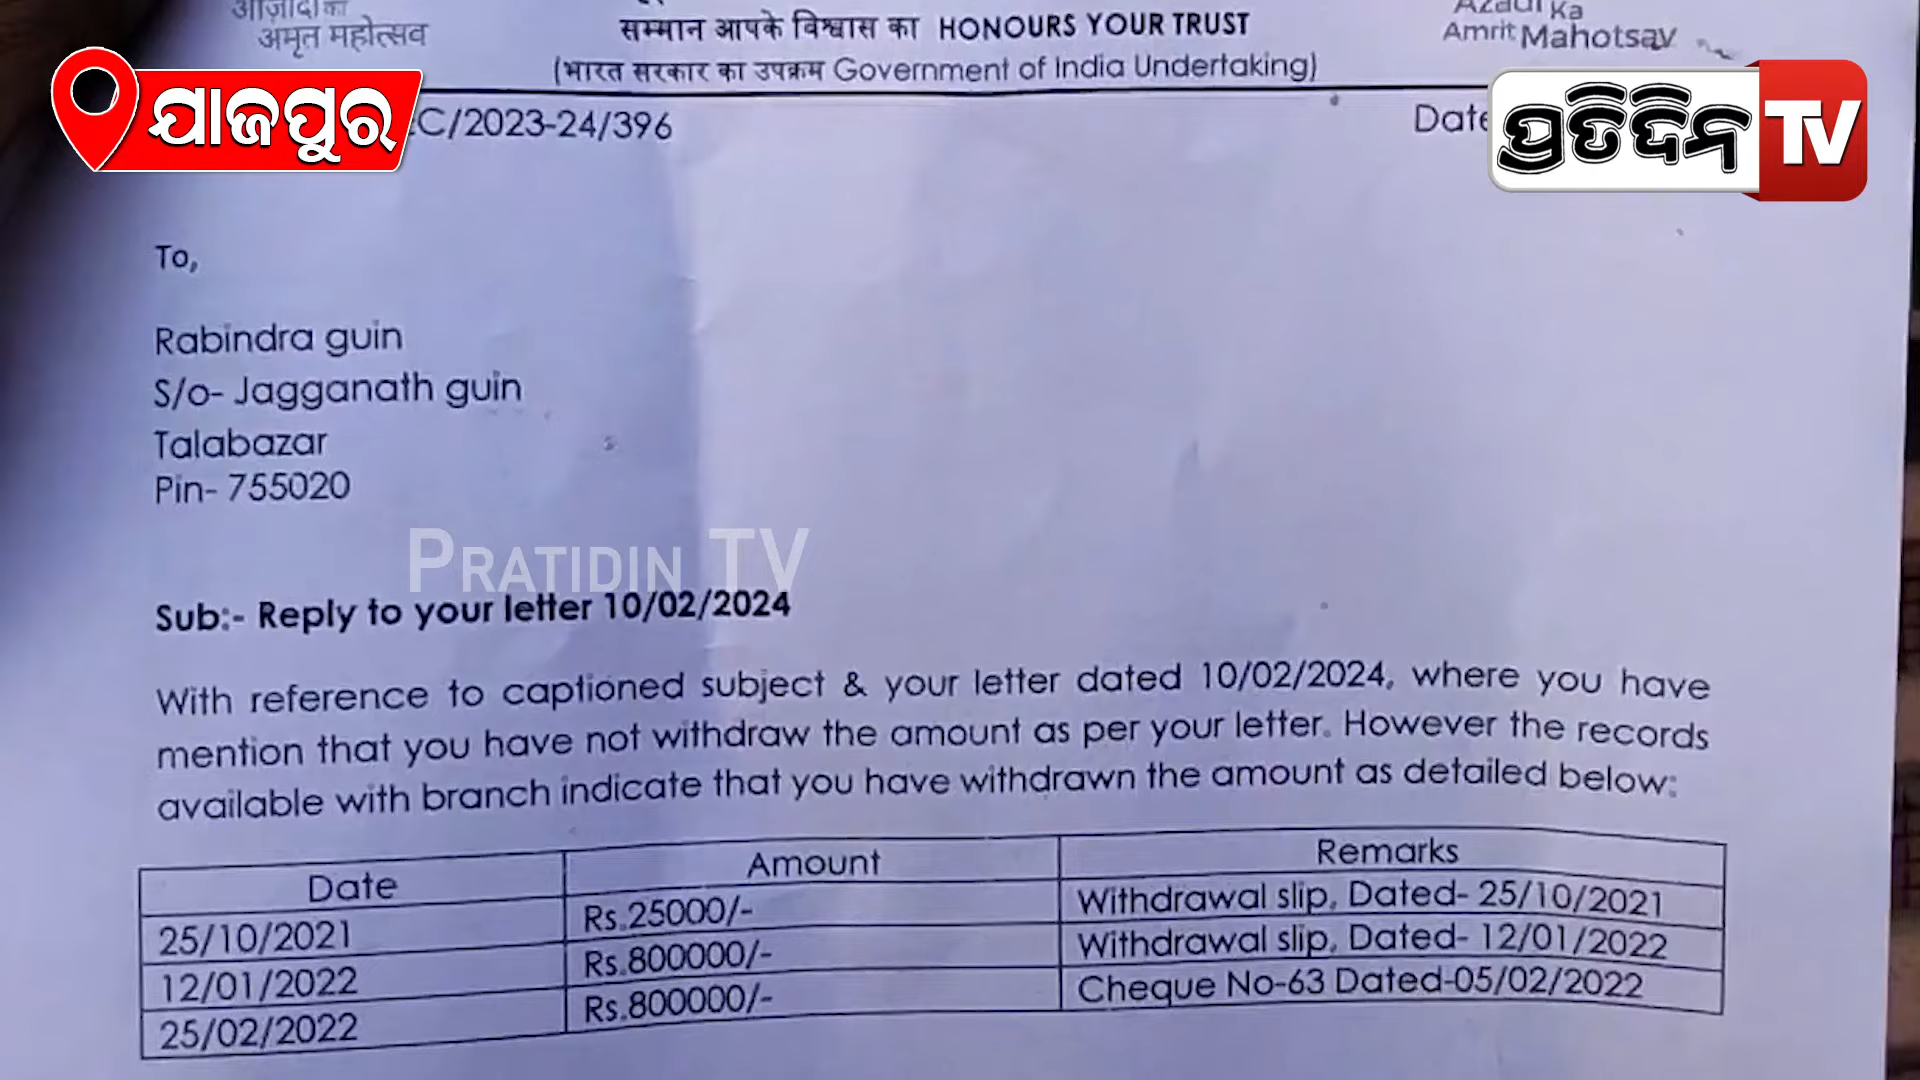 आज़ादी का
अमृत महोत्सव
सम्मान आपके विश्वास का HONOURS YOUR TRUST
(भारत सरकार का उपक्रम Government of India Undertaking)
Azadi Ka
Amrit Mahotsav
ଯାଜପୁର
EC/2023-24/396
Date
ପ୍ରତିଦିନ TV
To,
Rabindra guin
S/o- Jagganath guin
Talabazar
Pin- 755020
PRATIDIN TV
Sub:- Reply to your letter 10/02/2024
With reference to captioned subject & your letter dated 10/02/2024, where you have
mention that you have not withdraw the amount as per your letter. However the records
available with branch indicate that you have withdrawn the amount as detailed below:
Date Amount Remarks
25/10/2021 Rs.25000/- Withdrawal slip, Dated- 25/10/2021
12/01/2022 Rs.800000/- Withdrawal slip, Dated- 12/01/2022
25/02/2022 Rs.800000/- Cheque No-63 Dated-05/02/2022